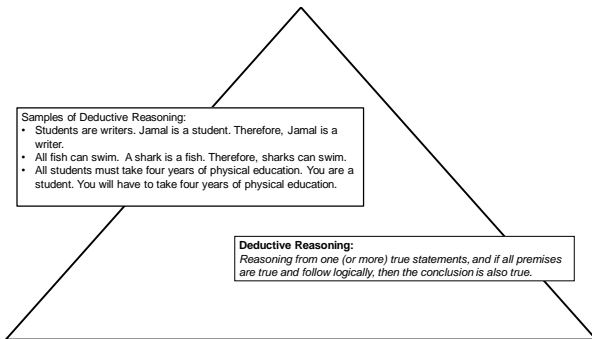 Samples of Deductive Reasoning:
• Students are writers. Jamal is a student. Therefore, Jamal is a
writer.
• All fish can swim. A shark is a fish. Therefore, sharks can swim.
• All students must take four years of physical education. You are a
student. You will have to take four years of physical education.
Deductive Reasoning:
Reasoning from one (or more) true statements, and if all premises
are true and follow logically, then the conclusion is also true.